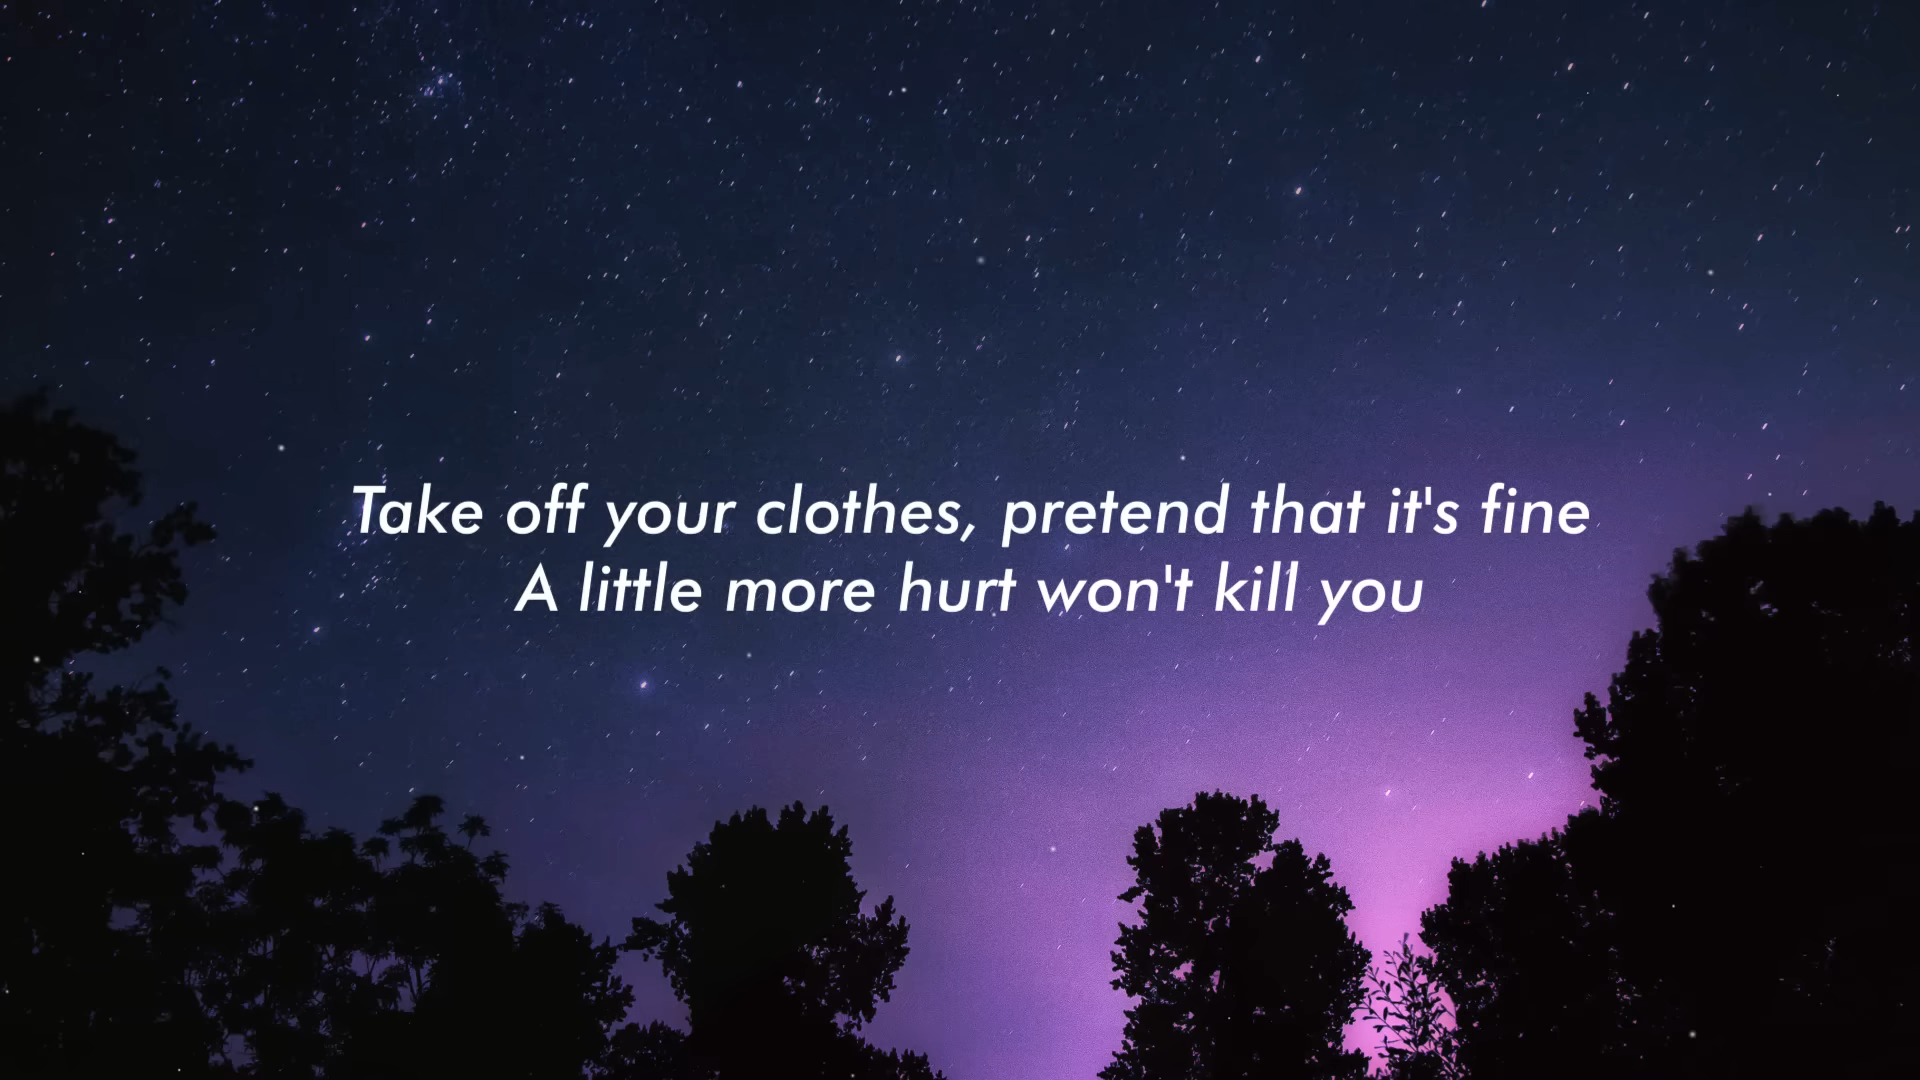 Take off your clothes, pretend that it's fine
A little more hurt won't kill you